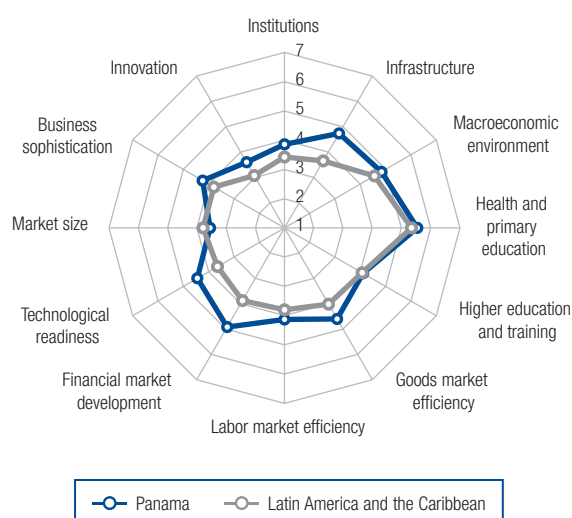 Institutions
7
Innovation
6
Infrastructure
5
Business
sophistication
4
Macroeconomic
environment
3
2
Market size
1
Health and
primary
education
Technological
readiness
Higher education
and training
Financial market
development
Goods market
efficiency
Labor market efficiency
Panama
Latin America and the Caribbean